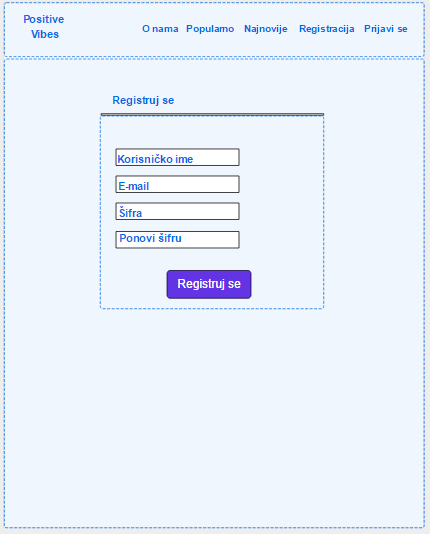 Positive
Vibes
O nama Popularno Najnovije Registracija Prijavi se
Registruj se
Korisničko ime
E-mail
Šifra
Ponovi šifru
Registruj se